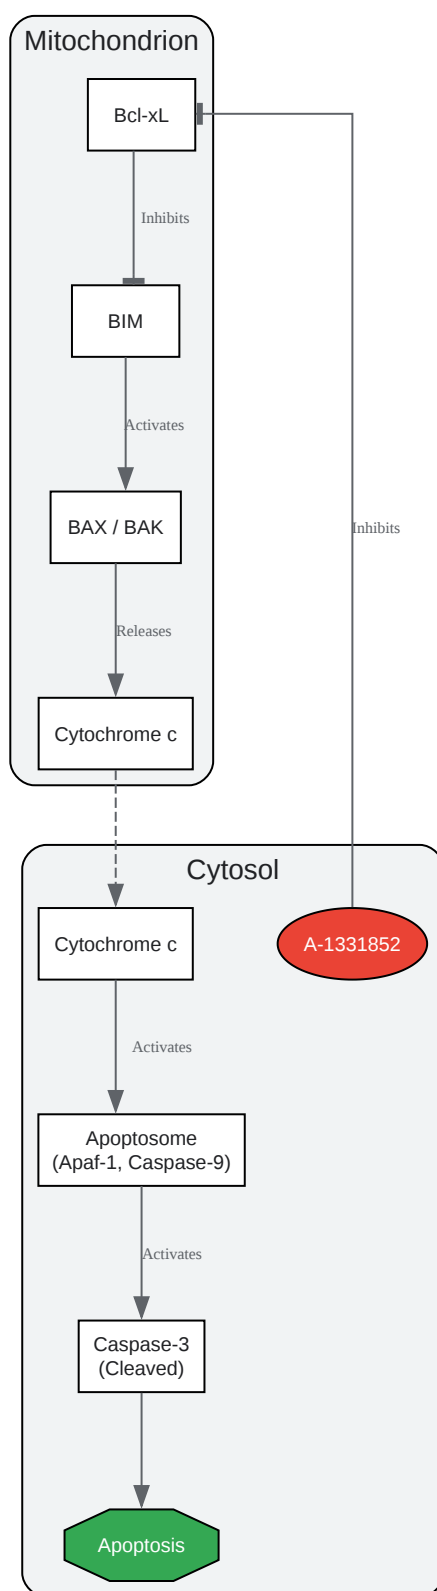 Mitochondrion
Bcl-xL
Inhibits
BIM
Activates
BAX / BAK
Inhibits
Releases
Cytochrome c
Cytosol
Cytochrome c
A-1331852
Activates
Apoptosome
(Apaf-1, Caspase-9)
Activates
Caspase-3
(Cleaved)
Apoptosis